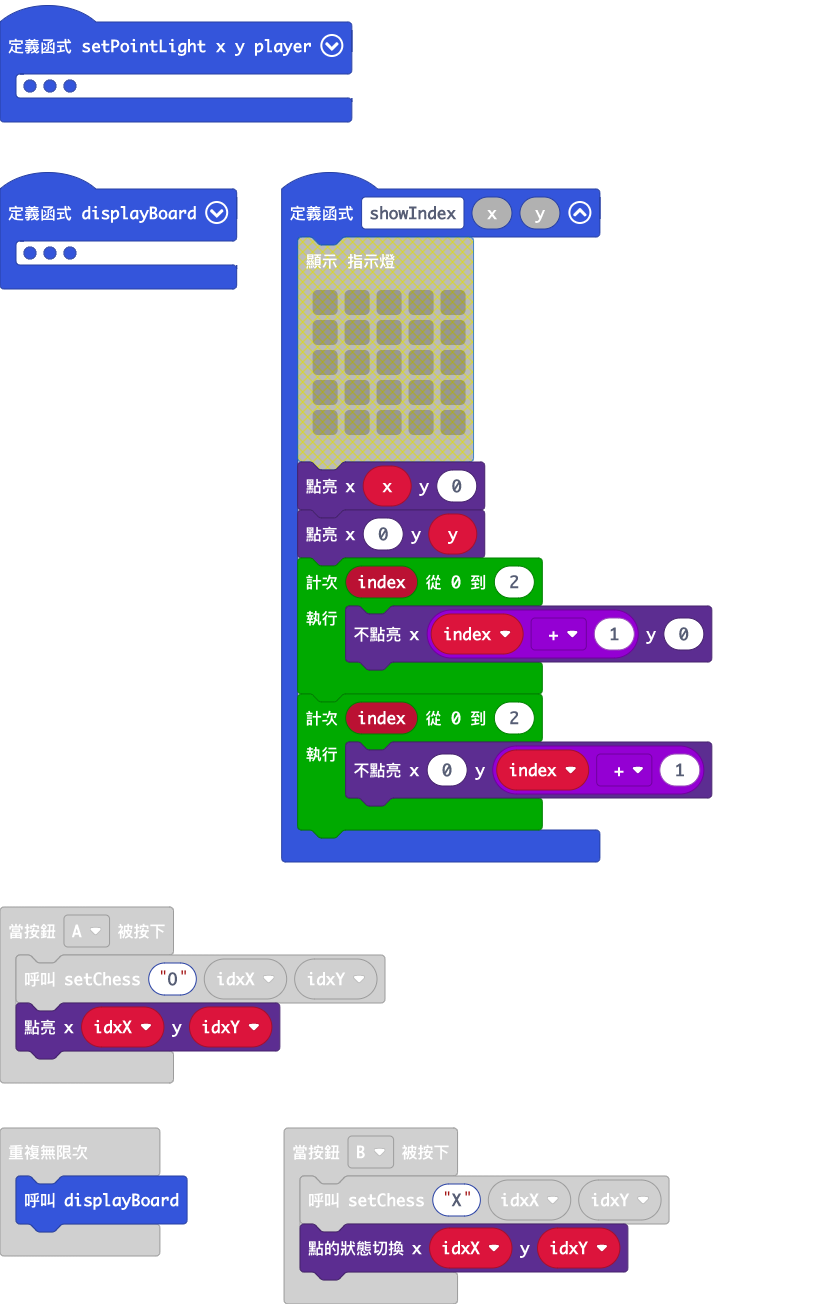 定義函式 setPointLight x y player
定義函式 displayBoard
定義函式 showIndex x y
顯示 指示燈
點亮 x x y 0
點亮 x 0 y y
計次 index 從 0 到 2
執行 不點亮 x index + 1 y 0
計次 index 從 0 到 2
執行 不點亮 x 0 y index + 1
當按鈕 A 被按下
呼叫 setChess "O" idxX idxY
點亮 x idxX y idxY
重複無限次
呼叫 displayBoard
當按鈕 B 被按下
呼叫 setChess "X" idxX idxY
點的狀態切換 x idxX y idxY